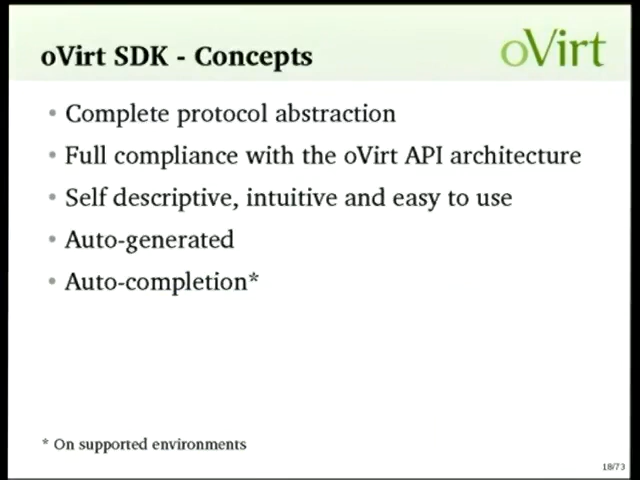 oVirt SDK - Concepts
oVirt
• Complete protocol abstraction
• Full compliance with the oVirt API architecture
• Self descriptive, intuitive and easy to use
• Auto-generated
• Auto-completion*
* On supported environments
18/73